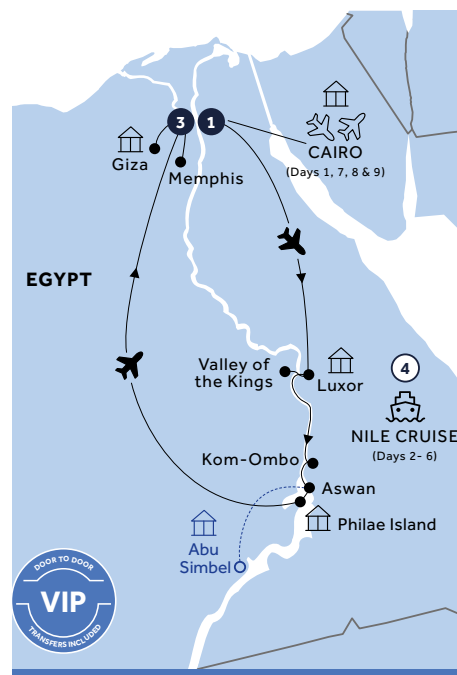 3
1
CAIRO
(Days 1, 7, 8 & 9)
Giza
Memphis
EGYPT
Valley of
the Kings
Luxor
4
NILE CRUISE
(Days 2- 6)
Kom-Ombo
Aswan
Philae Island
Abu
Simbel
DOOR TO DOOR
VIP
TRANSFERS INCLUDED